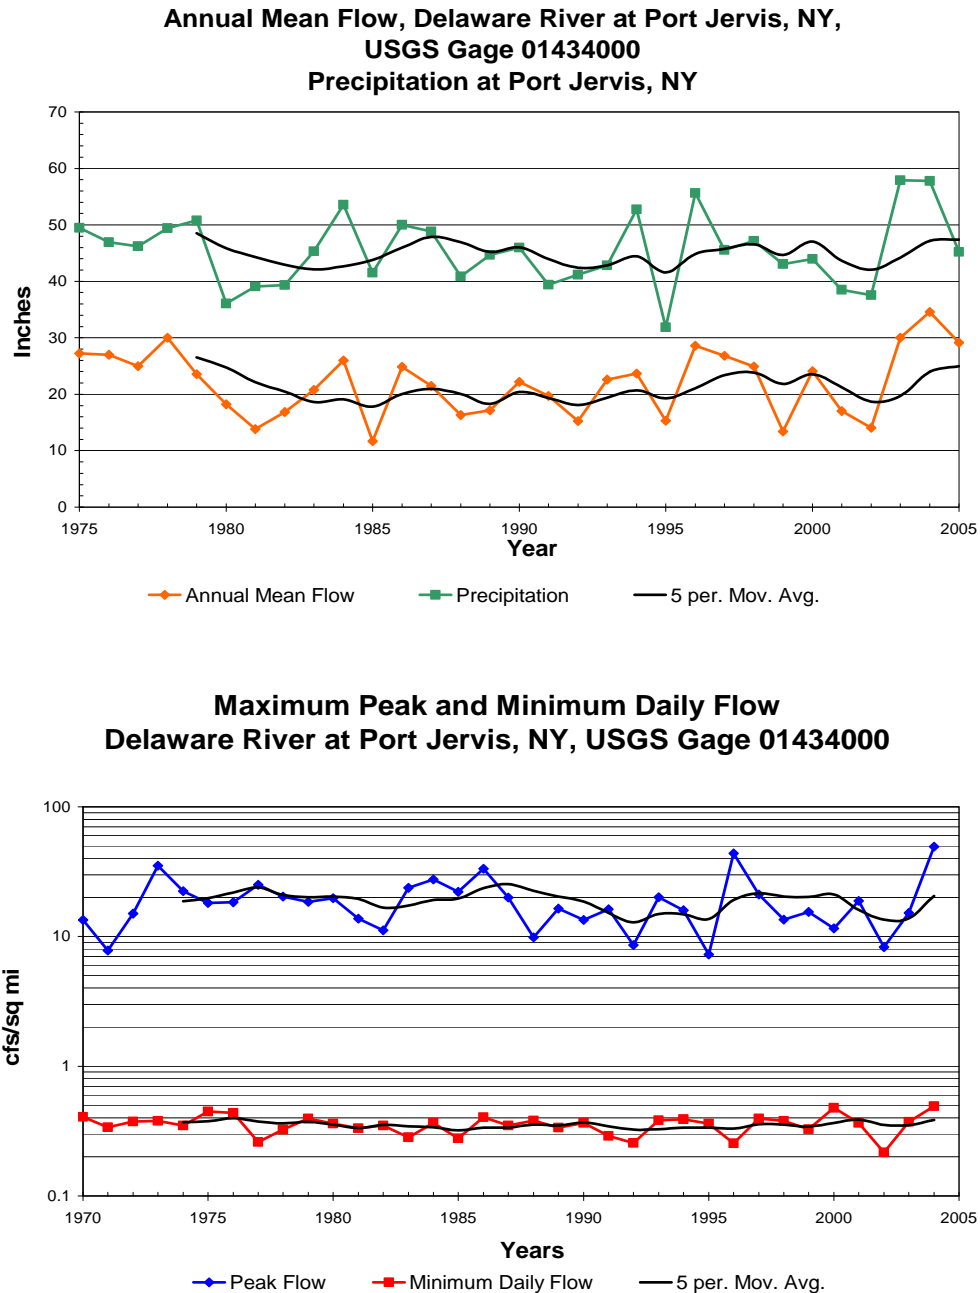 Annual Mean Flow, Delaware River at Port Jervis, NY,
USGS Gage 01434000
Precipitation at Port Jervis, NY
70
60
50
40
30
20
10
0
Inches
1975 1980 1985 1990 1995 2000 2005
Year
Annual Mean Flow Precipitation 5 per. Mov. Avg.
Maximum Peak and Minimum Daily Flow
Delaware River at Port Jervis, NY, USGS Gage 01434000
100
10
1
0.1
cfs/sq mi
1970 1975 1980 1985 1990 1995 2000 2005
Years
Peak Flow Minimum Daily Flow 5 per. Mov. Avg.